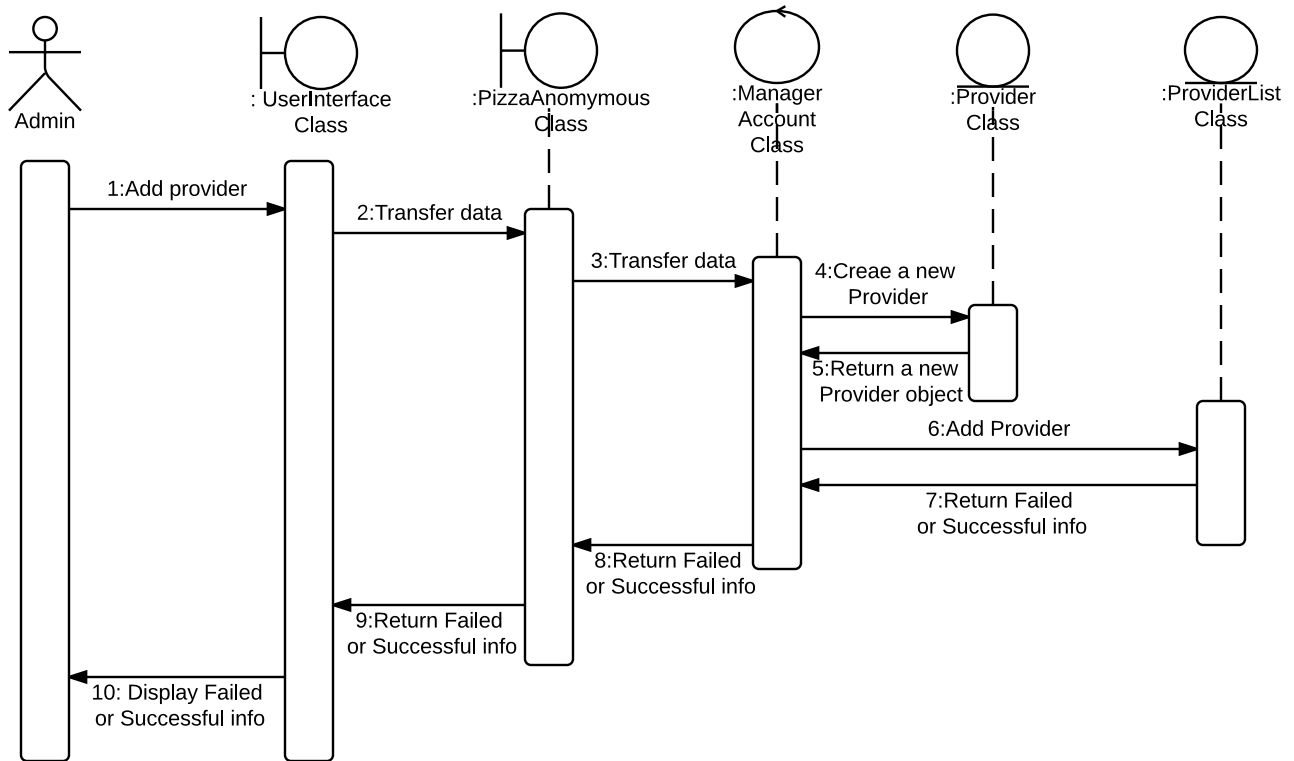 Admin
: UserInterface
Class
:PizzaAnomymous
Class
:Manager
Account
Class
:Provider
Class
:ProviderList
Class
1:Add provider
2:Transfer data
3:Transfer data
4:Creae a new
Provider
5:Return a new
Provider object
6:Add Provider
7:Return Failed
or Successful info
8:Return Failed
or Successful info
9:Return Failed
or Successful info
10: Display Failed
or Successful info